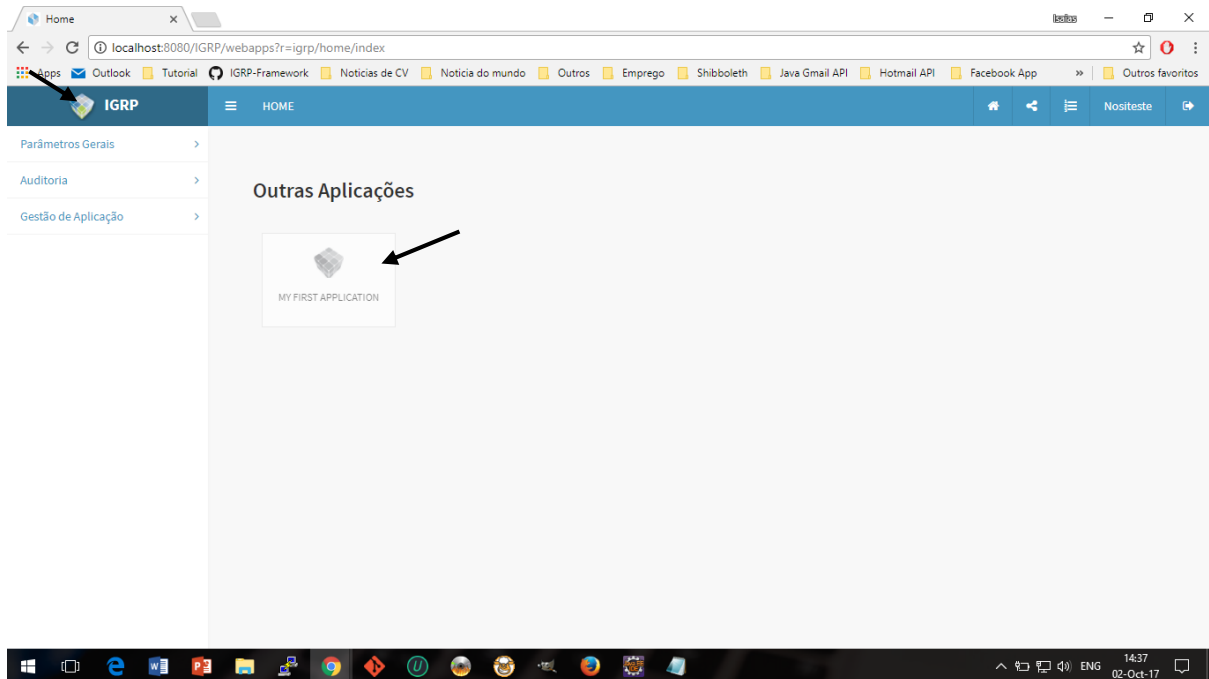 Home
Isaias
localhost:8080/IGRP/webapps?r=igrp/home/index
Apps Outlook Tutorial IGRP-Framework Noticias de CV Noticia do mundo Outros Emprego Shibboleth Java Gmail API Hotmail API Facebook App » Outros favoritos
IGRP HOME Nositeste
Parâmetros Gerais
Auditoria
Gestão de Aplicação
Outras Aplicações
MY FIRST APPLICATION
ENG 14:37
02-Oct-17